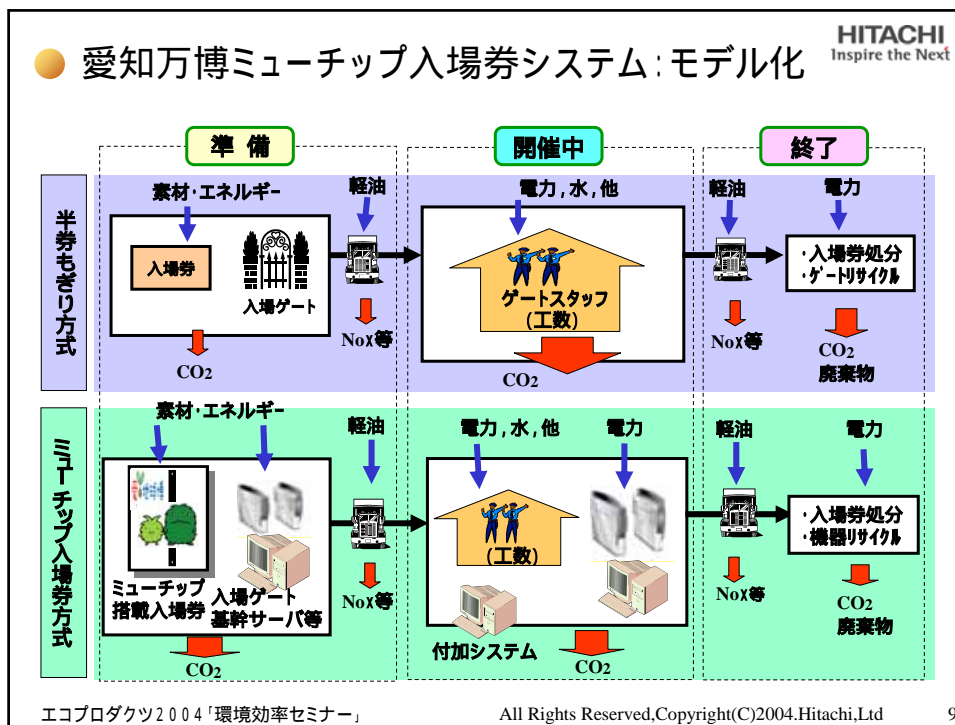 HITACHI
Inspire the Next
愛知万博ミューチップ入場券システム:モデル化
準 備
開催中
終了
半券もぎり方式
素材・エネルギー
軽油
電力,水,他
軽油
電力
入場券
入場ゲート
ゲートスタッフ
(工数)
・入場券処分
・ゲートリサイクル
CO2
NOX等
CO2
NOX等
CO2
廃棄物
ミューチップ入場券方式
素材・エネルギー
軽油
電力,水,他
電力
軽油
電力
ミューチップ
搭載入場券
入場ゲート
基幹サーバ等
(工数)
付加システム
・入場券処分
・機器リサイクル
CO2
NOX等
CO2
NOX等
CO2
廃棄物
エコプロダクツ2004「環境効率セミナー」
All Rights Reserved,Copyright(C)2004.Hitachi,Ltd
9